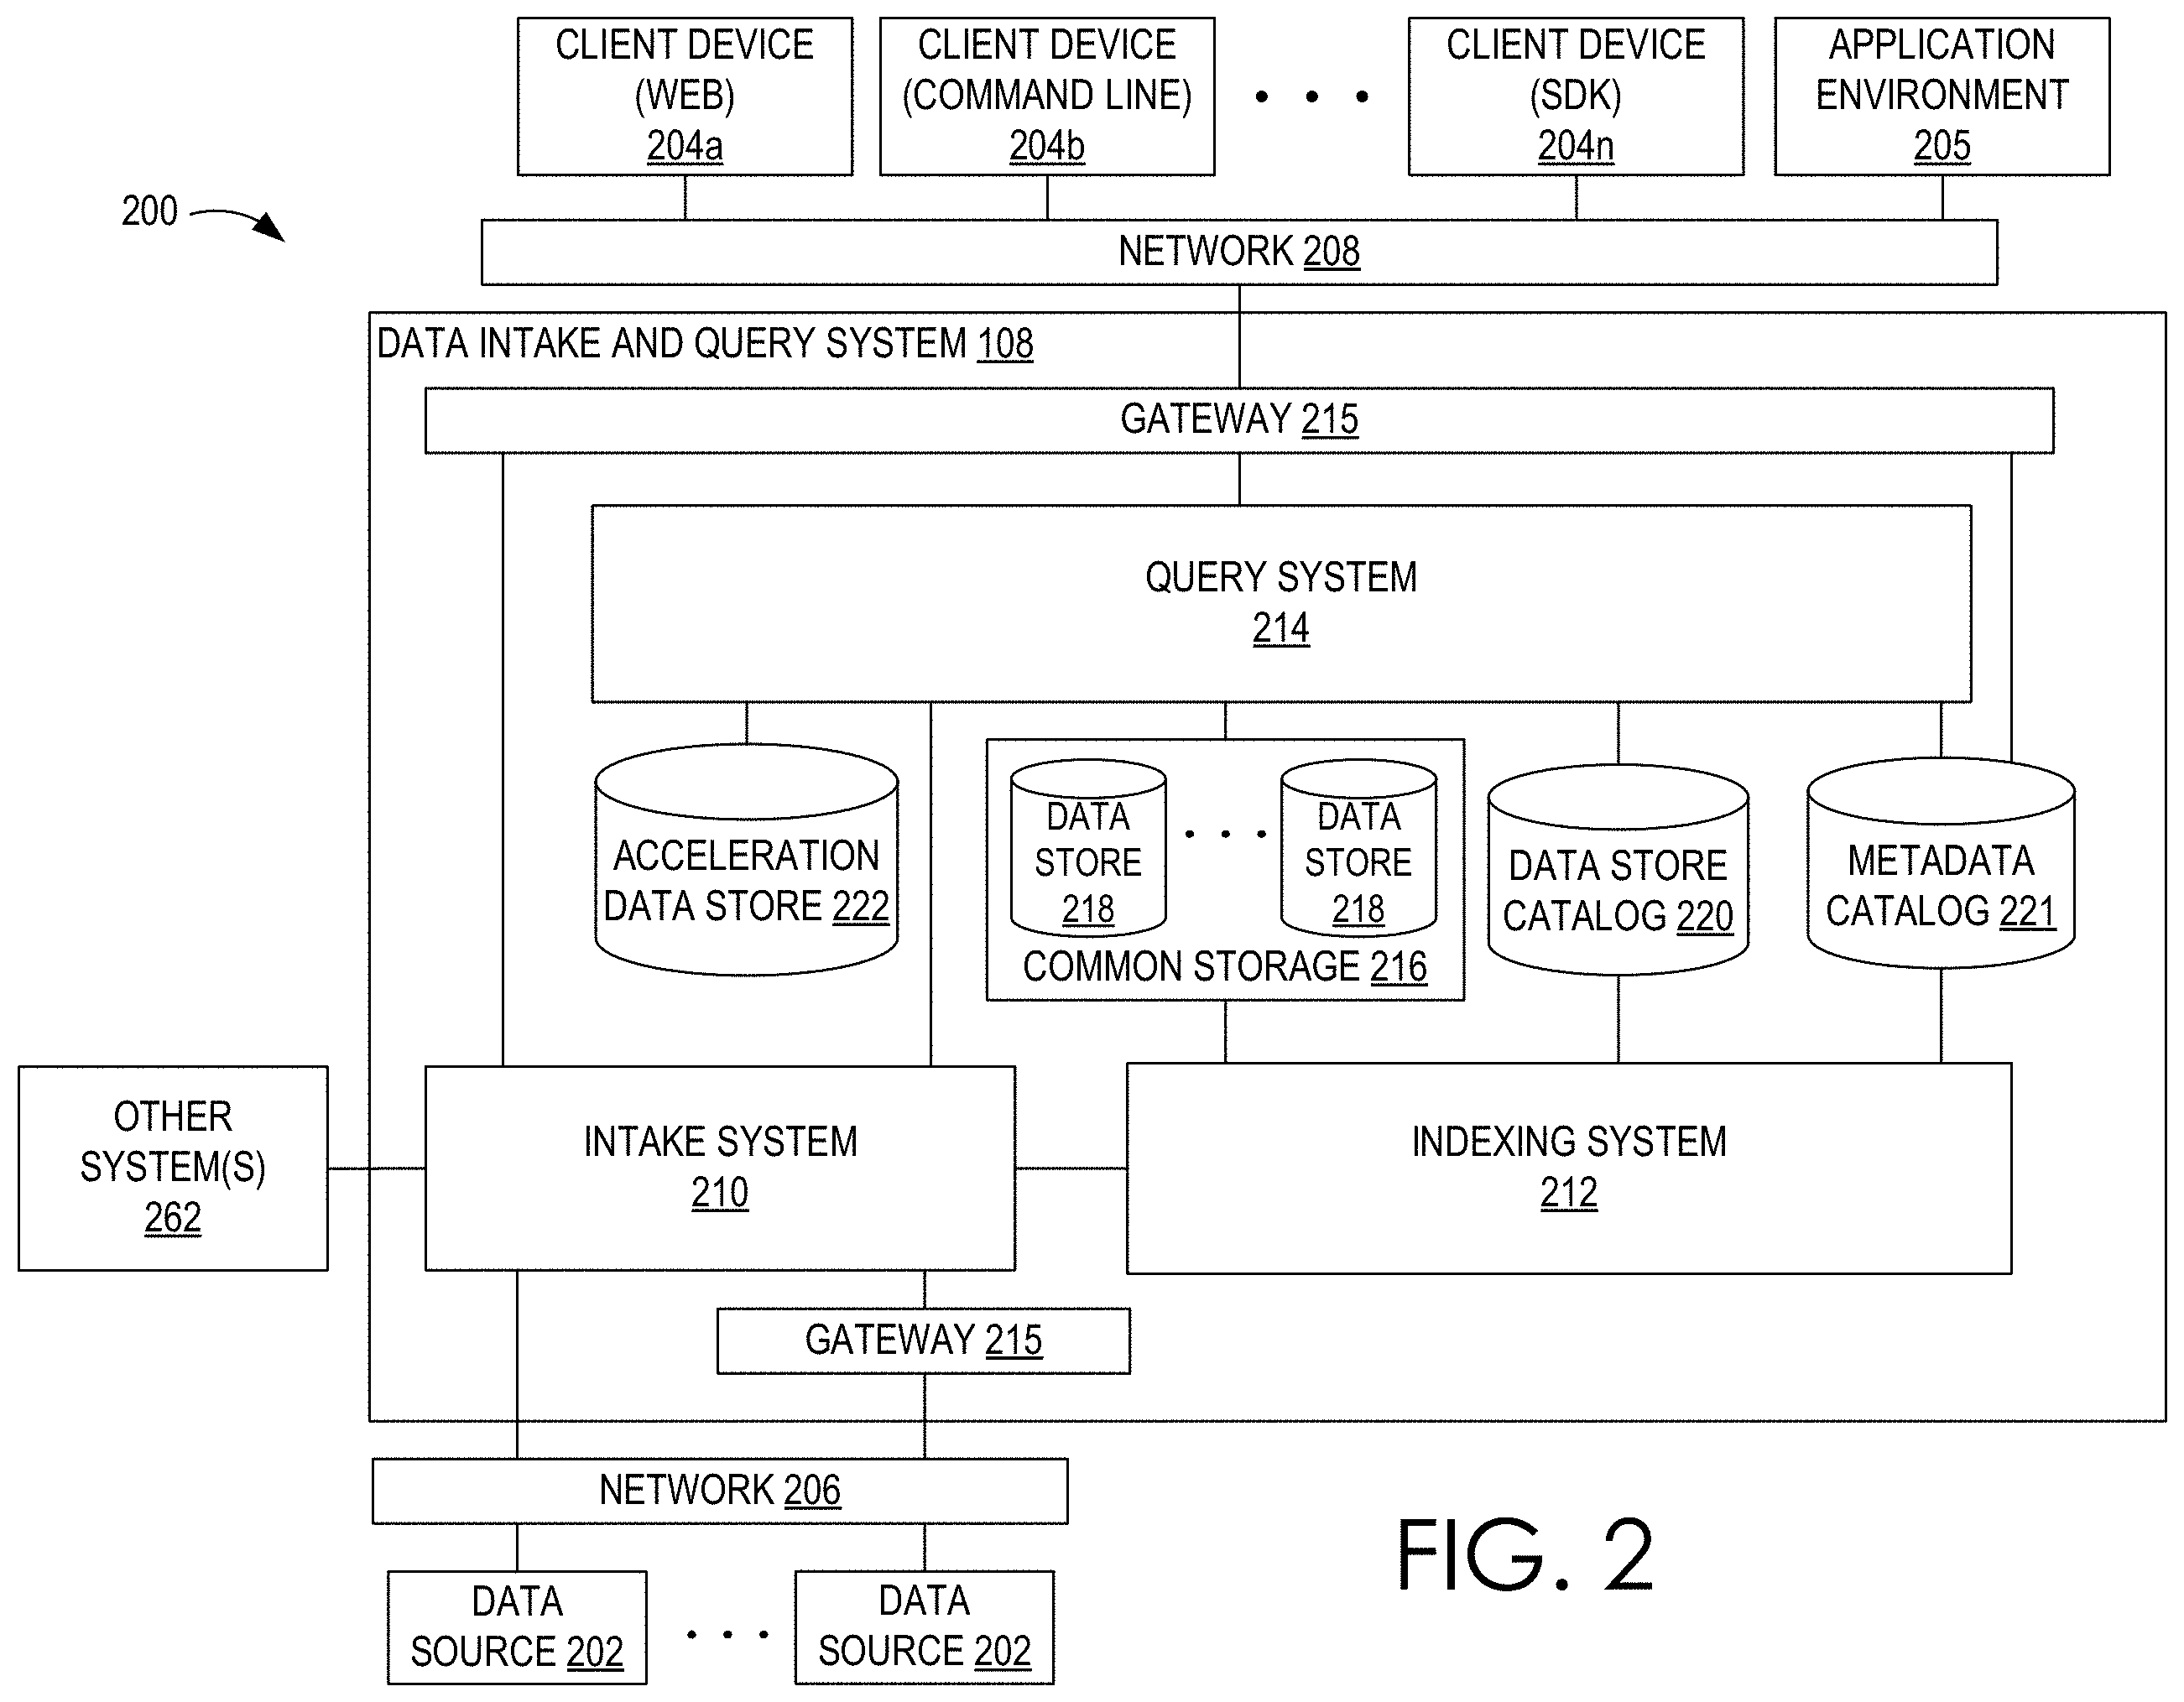 CLIENT DEVICE
(WEB)
204a
CLIENT DEVICE
(COMMAND LINE)
204b
CLIENT DEVICE
(SDK)
204n
APPLICATION
ENVIRONMENT
205
200
NETWORK 208
DATA INTAKE AND QUERY SYSTEM 108
GATEWAY 215
QUERY SYSTEM
214
ACCELERATION
DATA STORE 222
DATA
STORE
218
DATA
STORE
218
COMMON STORAGE 216
DATA STORE
CATALOG 220
METADATA
CATALOG 221
OTHER
SYSTEM(S)
262
INTAKE SYSTEM
210
INDEXING SYSTEM
212
GATEWAY 215
NETWORK 206
DATA
SOURCE 202
DATA
SOURCE 202
FIG. 2